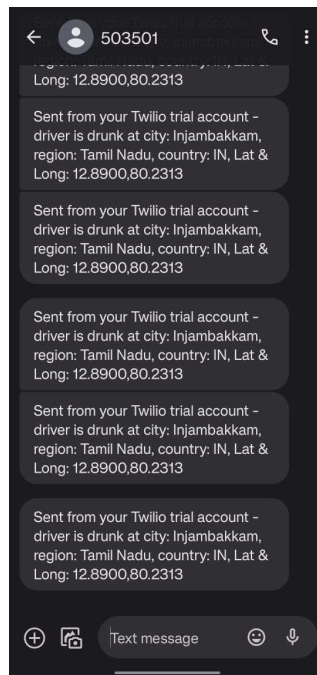 503501
Long: 12.8900,80.2313
Sent from your Twilio trial account -
driver is drunk at city: Injambakkam,
region: Tamil Nadu, country: IN, Lat &
Long: 12.8900,80.2313
Sent from your Twilio trial account -
driver is drunk at city: Injambakkam,
region: Tamil Nadu, country: IN, Lat &
Long: 12.8900,80.2313
Sent from your Twilio trial account -
driver is drunk at city: Injambakkam,
region: Tamil Nadu, country: IN, Lat &
Long: 12.8900,80.2313
Sent from your Twilio trial account -
driver is drunk at city: Injambakkam,
region: Tamil Nadu, country: IN, Lat &
Long: 12.8900,80.2313
Sent from your Twilio trial account -
driver is drunk at city: Injambakkam,
region: Tamil Nadu, country: IN, Lat &
Long: 12.8900,80.2313
Text message